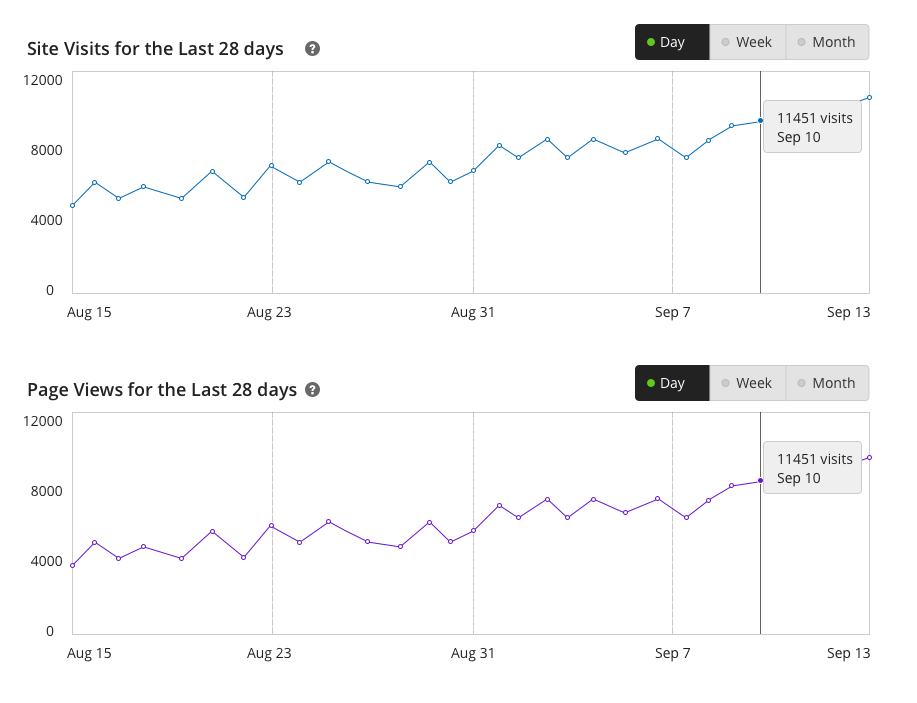 Site Visits for the Last 28 days ?
Day Week Month
12000
8000
4000
0
11451 visits
Sep 10
Aug 15 Aug 23 Aug 31 Sep 7 Sep 13
Page Views for the Last 28 days ?
Day Week Month
12000
8000
4000
0
11451 visits
Sep 10
Aug 15 Aug 23 Aug 31 Sep 7 Sep 13